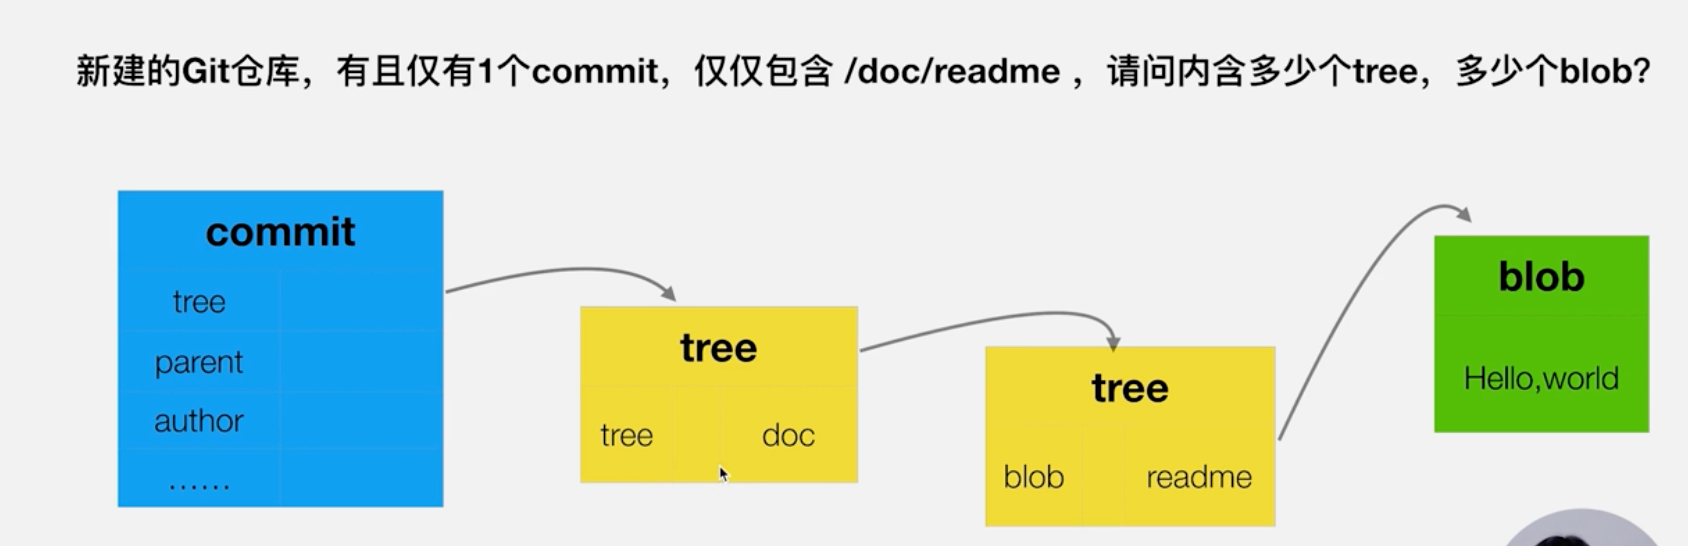 新建的Git仓库，有且仅有1个commit，仅仅包含 /doc/readme ，请问内含多少个tree，多少个blob？
commit
tree
parent
author
……
tree
tree doc
tree
blob readme
blob
Hello,world